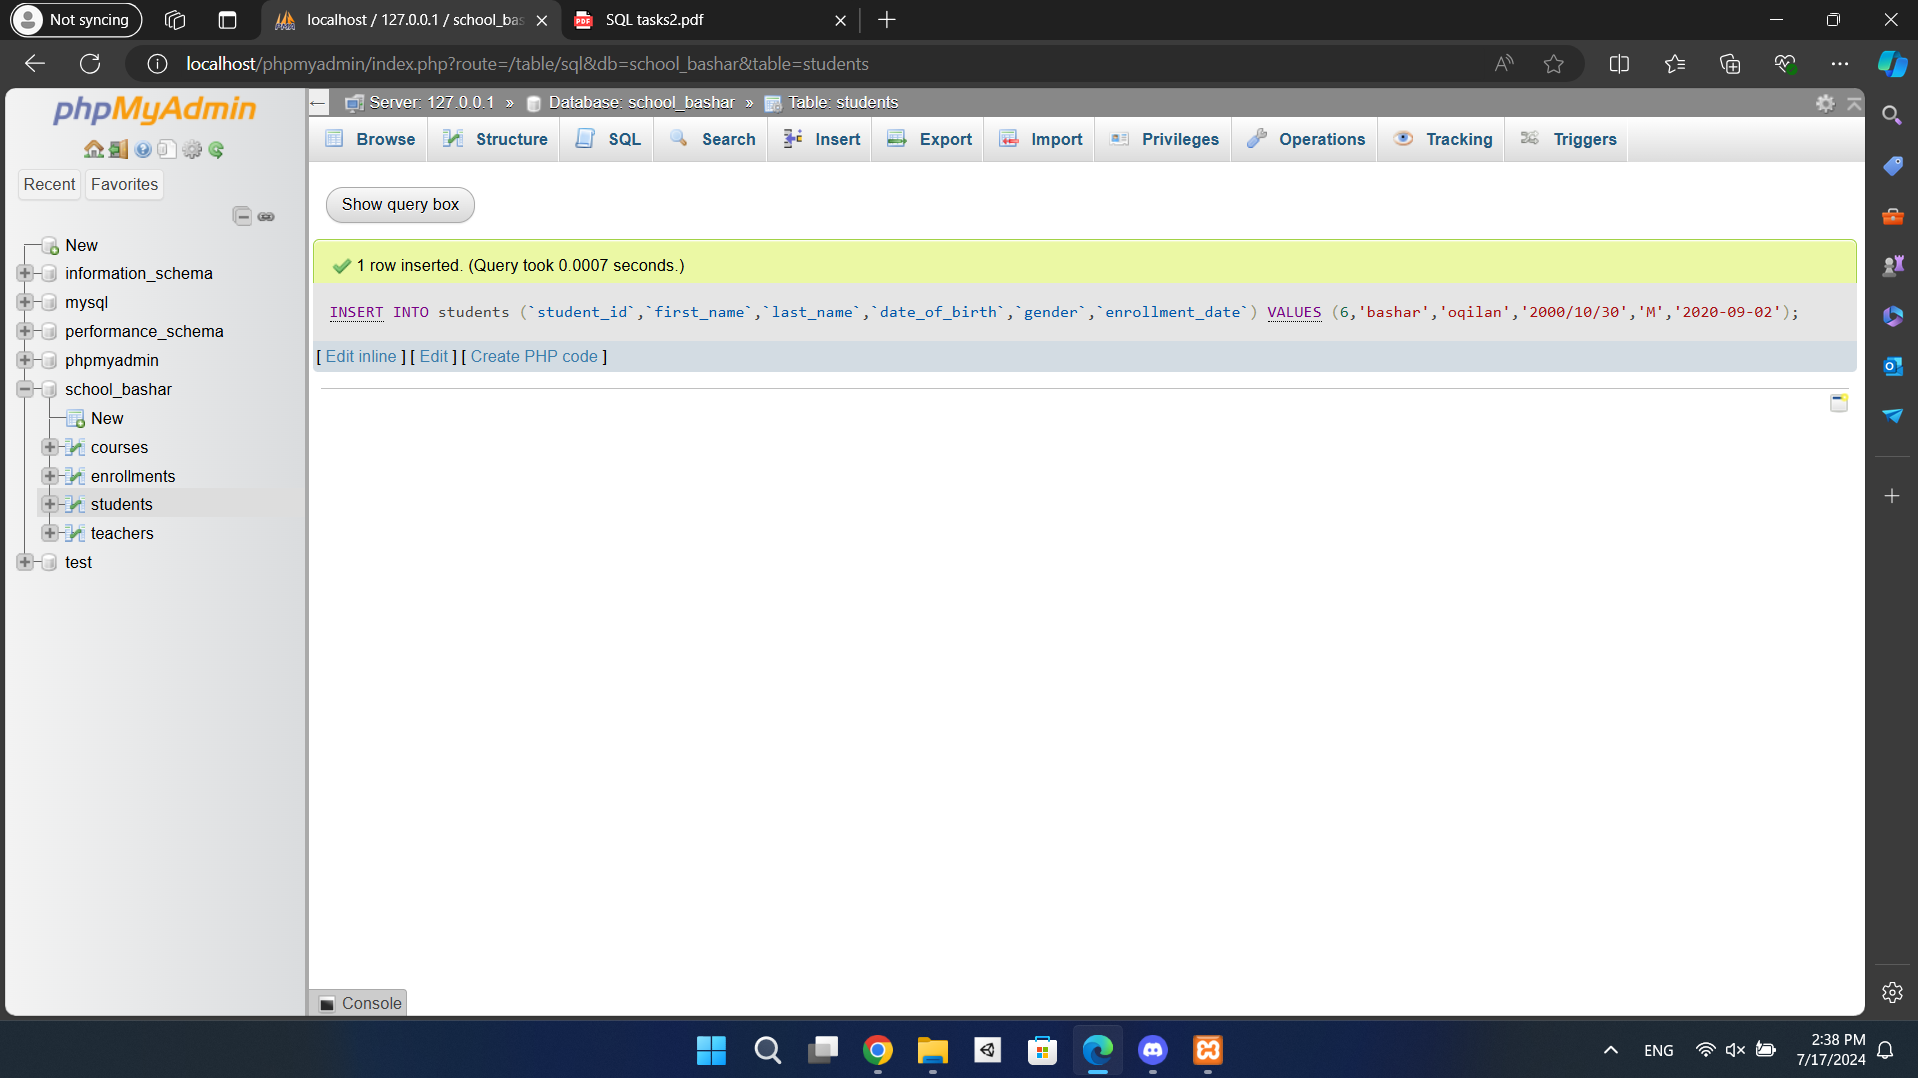 Not syncing
localhost / 127.0.0.1 / school_bas
SQL tasks2.pdf
localhost/phpmyadmin/index.php?route=/table/sql&db=school_bashar&table=students
phpMyAdmin
Recent
Favorites
New
information_schema
mysql
performance_schema
phpmyadmin
school_bashar
New
courses
enrollments
students
teachers
test
Server: 127.0.0.1 » Database: school_bashar » Table: students
Browse
Structure
SQL
Search
Insert
Export
Import
Privileges
Operations
Tracking
Triggers
Show query box
1 row inserted. (Query took 0.0007 seconds.)
INSERT INTO students (`student_id`,`first_name`,`last_name`,`date_of_birth`,`gender`,`enrollment_date`) VALUES (6,'bashar','oqilan','2000/10/30','M','2020-09-02');
[ Edit inline ] [ Edit ] [ Create PHP code ]
Console
ENG
2:38 PM
7/17/2024